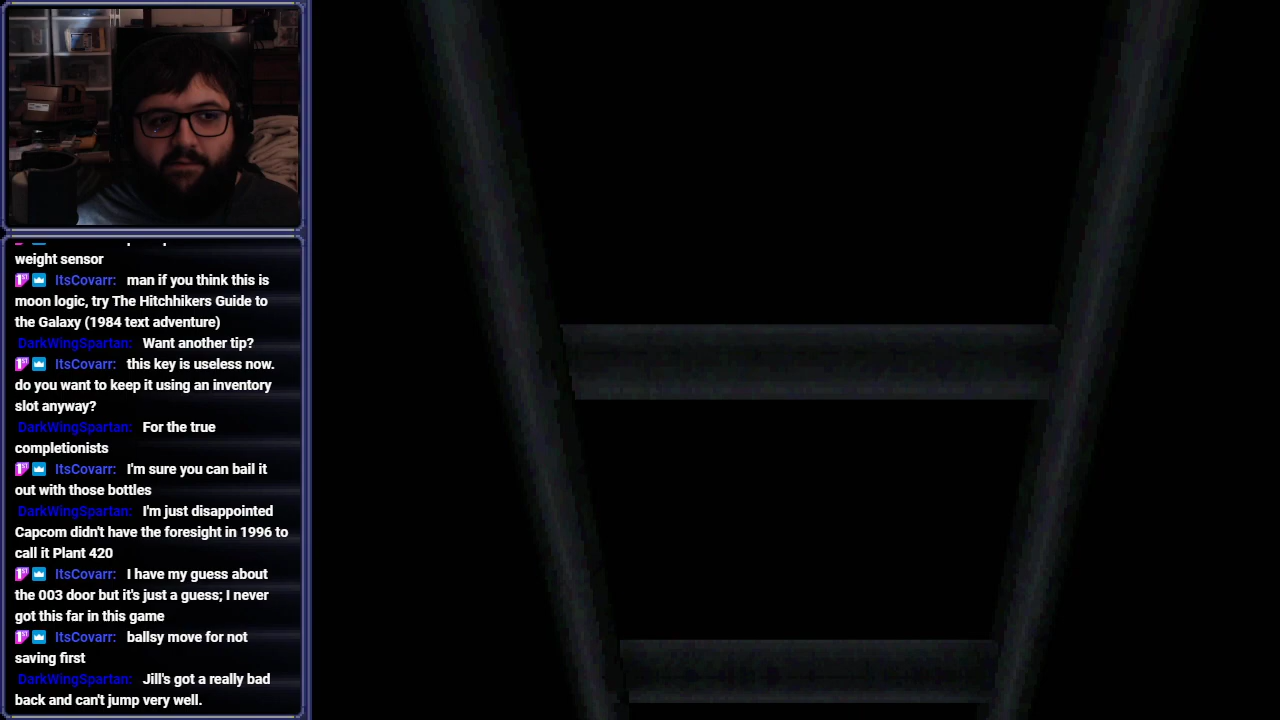 weight sensor
ItsCovarr: man if you think this is
moon logic, try The Hitchhikers Guide to
the Galaxy (1984 text adventure)
DarkWingSpartan: Want another tip?
ItsCovarr: this key is useless now.
do you want to keep it using an inventory
slot anyway?
DarkWingSpartan: For the true
completionists
ItsCovarr: I'm sure you can bail it
out with those bottles
DarkWingSpartan: I'm just disappointed
Capcom didn't have the foresight in 1996 to
call it Plant 420
ItsCovarr: I have my guess about
the 003 door but it's just a guess; I never
got this far in this game
ItsCovarr: ballsy move for not
saving first
DarkWingSpartan: Jill's got a really bad
back and can't jump very well.